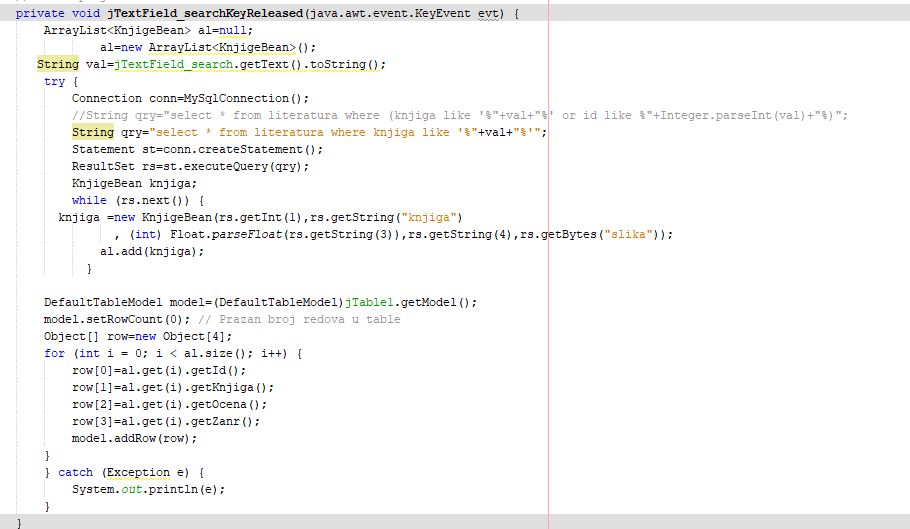 private void jTextField_searchKeyReleased(java.awt.event.KeyEvent evt) {
ArrayList<KnjigeBean> al=null;
al=new ArrayList<KnjigeBean>();
String val=jTextField_search.getText().toString();
try {
Connection conn=MySqlConnection();
//String qry="select * from literatura where (knjiga like '%"+val+"%' or id like %"+Integer.parseInt(val)+"%)";
String qry="select * from literatura where knjiga like '%"+val+"%'";
Statement st=conn.createStatement();
ResultSet rs=st.executeQuery(qry);
KnjigeBean knjiga;
while (rs.next()) {
knjiga =new KnjigeBean(rs.getInt(1),rs.getString("knjiga")
, (int) Float.parseFloat(rs.getString(3)),rs.getString(4),rs.getBytes("slika"));
al.add(knjiga);
}
DefaultTableModel model=(DefaultTableModel)jTable1.getModel();
model.setRowCount(0); // Prazan broj redova u table
Object[] row=new Object[4];
for (int i = 0; i < al.size(); i++) {
row[0]=al.get(i).getId();
row[1]=al.get(i).getKnjiga();
row[2]=al.get(i).getOcena();
row[3]=al.get(i).getZanr();
model.addRow(row);
}
} catch (Exception e) {
System.out.println(e);
}
}